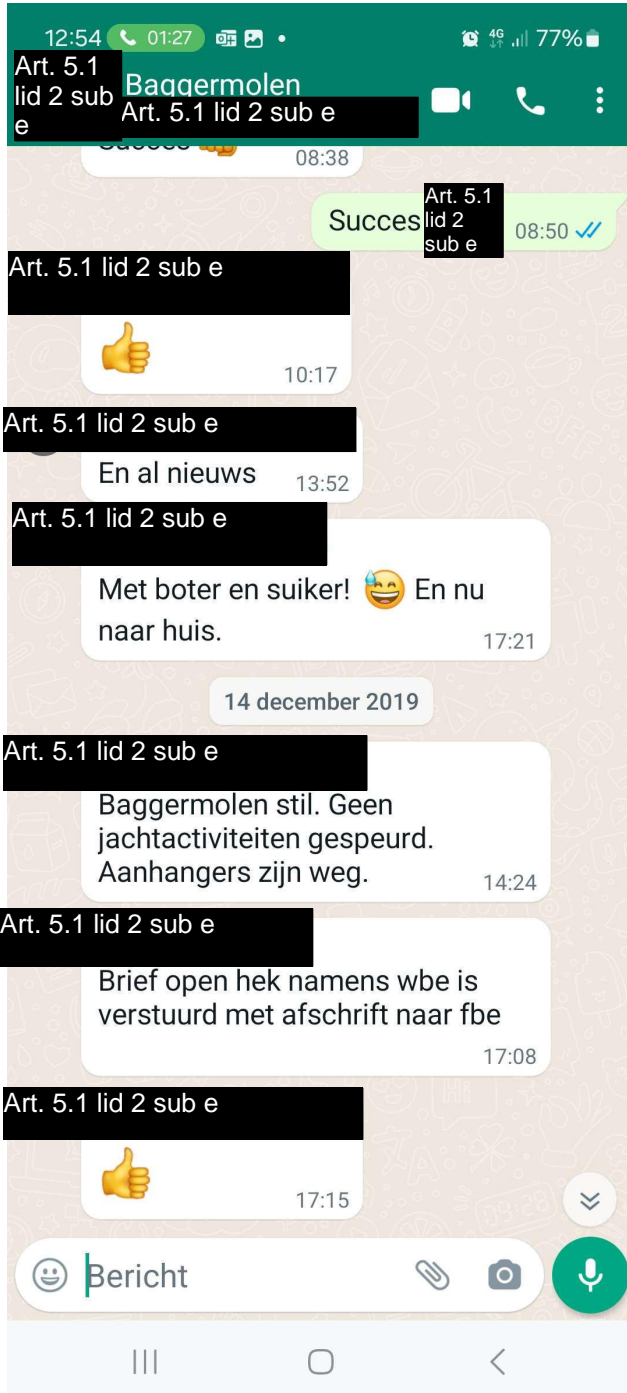 12:54 01:27 4G 77%
Art. 5.1
lid 2 sub
e
Baggermolen
Art. 5.1 lid 2 sub e
Succes 08:38
Succes
Art. 5.1
lid 2
sub e
08:50
Art. 5.1 lid 2 sub e
10:17
Art. 5.1 lid 2 sub e
En al nieuws 13:52
Art. 5.1 lid 2 sub e
Met boter en suiker! 😅 En nu
naar huis. 17:21
14 december 2019
Art. 5.1 lid 2 sub e
Baggermolen stil. Geen
jachtactiviteiten gespeurd.
Aanhangers zijn weg. 14:24
Art. 5.1 lid 2 sub e
Brief open hek namens wbe is
verstuurd met afschrift naar fbe
17:08
Art. 5.1 lid 2 sub e
17:15
Bericht